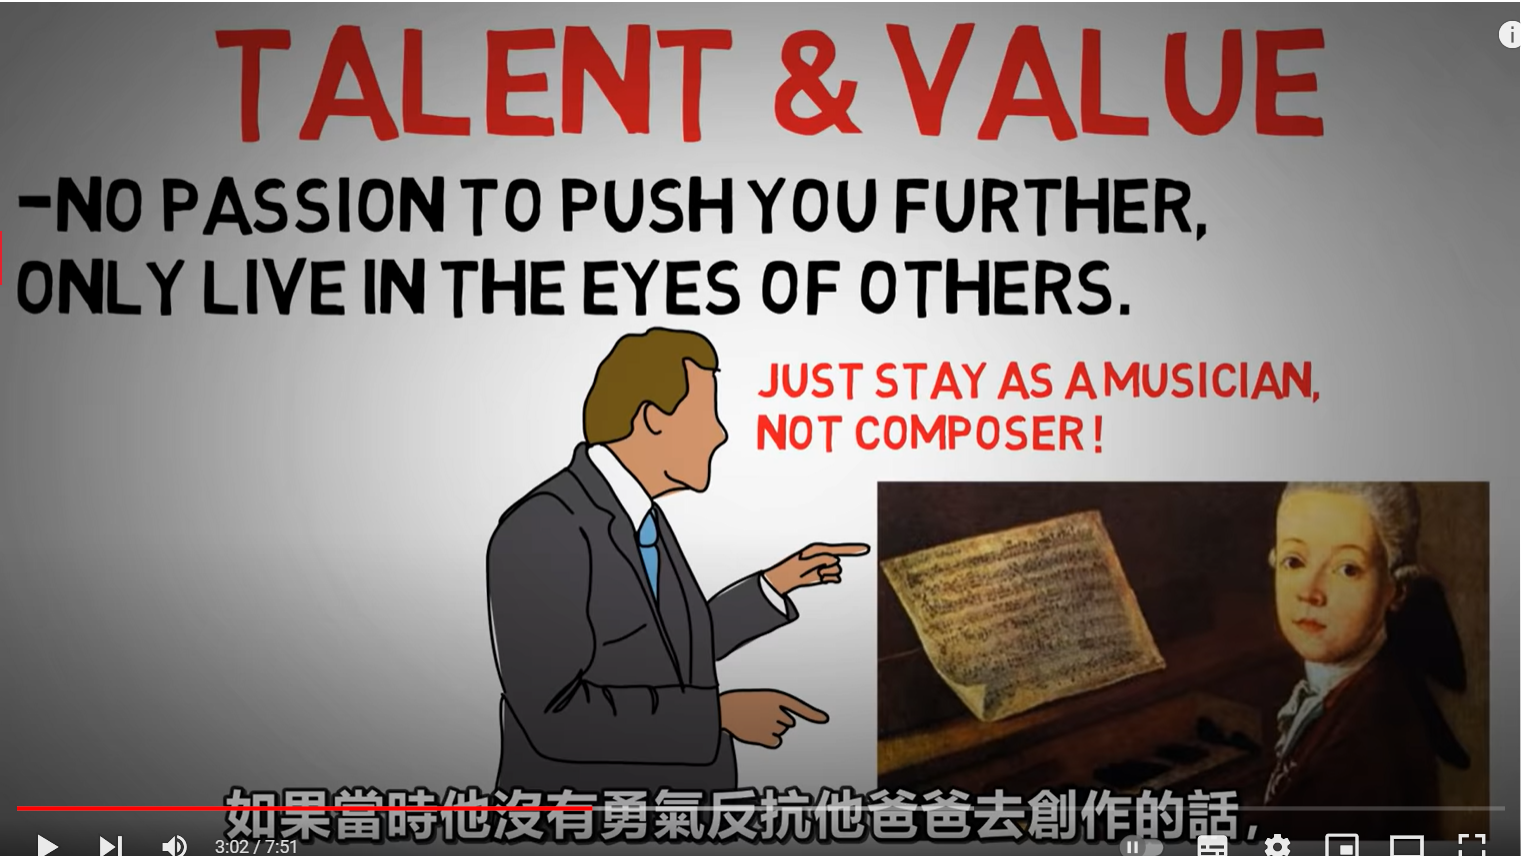 TALENT & VALUE
-NO PASSION TO PUSH YOU FURTHER,
ONLY LIVE IN THE EYES OF OTHERS.
JUST STAY AS A MUSICIAN,
NOT COMPOSER!
如果當時他沒有勇氣反抗他爸爸去創作的話,
3:02 / 7:51